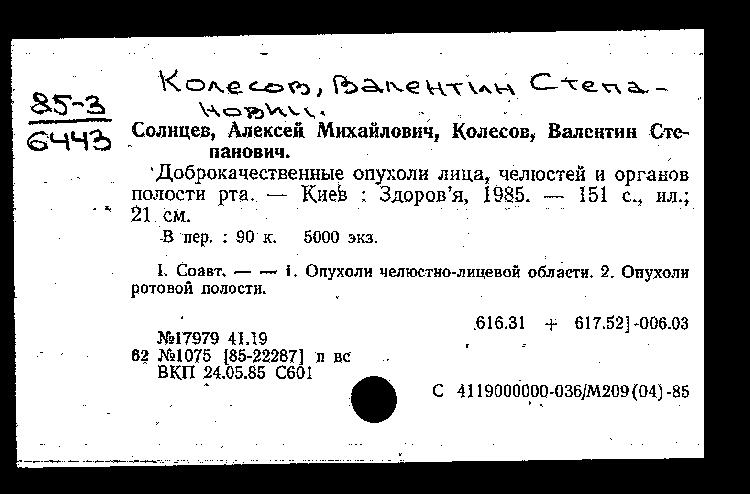 Колесов, Валентин Степа-
нович.
85-3
6443
Солнцев, Алексей Михайлович, Колесов, Валентин Сте-
панович.
Доброкачественные опухоли лица, челюстей и органов
полости рта. — Киев : Здоров’я, 1985. — 151 с., ил.;
21 см.
В пер. : 90 к. 5000 экз.
I. Соавт. — — 1. Опухоли челюстно-лицевой области. 2. Опухоли
ротовой полости.
616.31 + 617.52]-006.03
№17979 41.19
62 №1075 [85-22287] п вс
ВКП 24.05.85 С601
С 4119000000-036/М209(04)-85